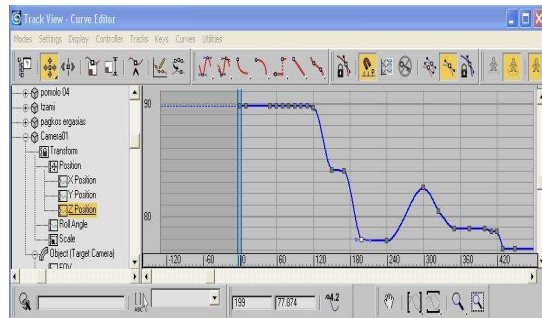 Track View - Curve Editor
Modes Settings Display Controller Tracks Keys Curves Utilities
pomolo 04
tzami
pagkos ergasias
Camera01
Transform
Position
X Position
Y Position
Z Position
Roll Angle
Scale
Object (Target Camera)
FOV
90
80
-120 -60 0 60 120 180 240 300 360 420
ABC
199 77.874